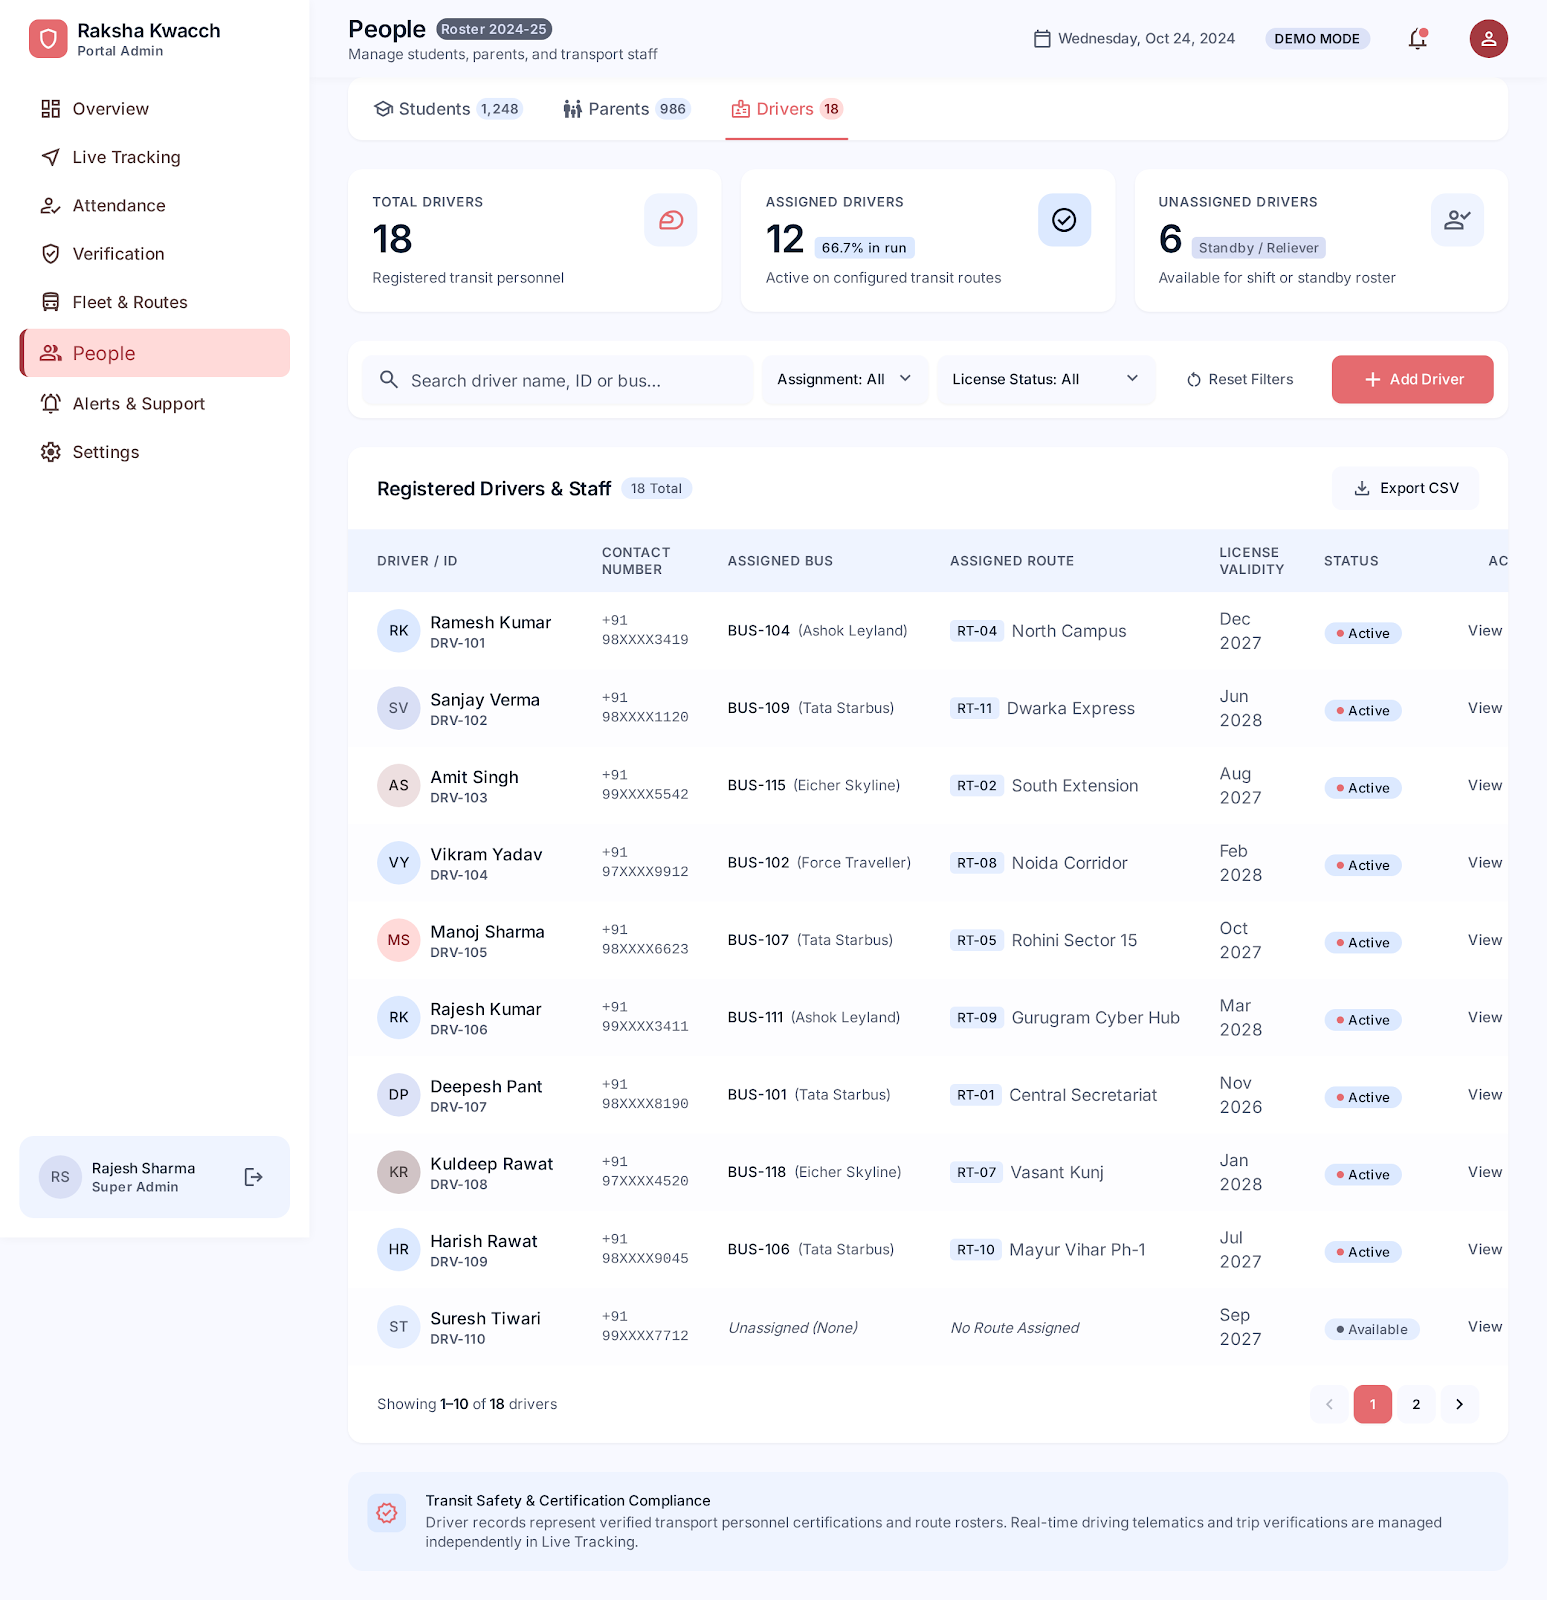 Raksha Kwacch
Portal Admin
Overview
Live Tracking
Attendance
Verification
Fleet & Routes
People
Alerts & Support
Settings
RS
Rajesh Sharma
Super Admin
People Roster 2024-25
Manage students, parents, and transport staff
Wednesday, Oct 24, 2024
DEMO MODE
Students 1,248
Parents 986
Drivers 18
TOTAL DRIVERS
18
Registered transit personnel
ASSIGNED DRIVERS
12 66.7% in run
Active on configured transit routes
UNASSIGNED DRIVERS
6 Standby / Reliever
Available for shift or standby roster
Search driver name, ID or bus...
Assignment: All
License Status: All
Reset Filters
Add Driver
Registered Drivers & Staff 18 Total
Export CSV
DRIVER / ID
CONTACT
NUMBER
ASSIGNED BUS
ASSIGNED ROUTE
LICENSE
VALIDITY
STATUS
AC
RK
Ramesh Kumar
DRV-101
+91
98XXXX3419
BUS-104 (Ashok Leyland)
RT-04 North Campus
Dec
2027
Active
View
SV
Sanjay Verma
DRV-102
+91
98XXXX1120
BUS-109 (Tata Starbus)
RT-11 Dwarka Express
Jun
2028
Active
View
AS
Amit Singh
DRV-103
+91
99XXXX5542
BUS-115 (Eicher Skyline)
RT-02 South Extension
Aug
2027
Active
View
VY
Vikram Yadav
DRV-104
+91
97XXXX9912
BUS-102 (Force Traveller)
RT-08 Noida Corridor
Feb
2028
Active
View
MS
Manoj Sharma
DRV-105
+91
98XXXX6623
BUS-107 (Tata Starbus)
RT-05 Rohini Sector 15
Oct
2027
Active
View
RK
Rajesh Kumar
DRV-106
+91
99XXXX3411
BUS-111 (Ashok Leyland)
RT-09 Gurugram Cyber Hub
Mar
2028
Active
View
DP
Deepesh Pant
DRV-107
+91
98XXXX8190
BUS-101 (Tata Starbus)
RT-01 Central Secretariat
Nov
2026
Active
View
KR
Kuldeep Rawat
DRV-108
+91
97XXXX4520
BUS-118 (Eicher Skyline)
RT-07 Vasant Kunj
Jan
2028
Active
View
HR
Harish Rawat
DRV-109
+91
98XXXX9045
BUS-106 (Tata Starbus)
RT-10 Mayur Vihar Ph-1
Jul
2027
Active
View
ST
Suresh Tiwari
DRV-110
+91
99XXXX7712
Unassigned (None)
No Route Assigned
Sep
2027
Available
View
Showing 1–10 of 18 drivers
1
2
Transit Safety & Certification Compliance
Driver records represent verified transport personnel certifications and route rosters. Real-time driving telematics and trip verifications are managed
independently in Live Tracking.